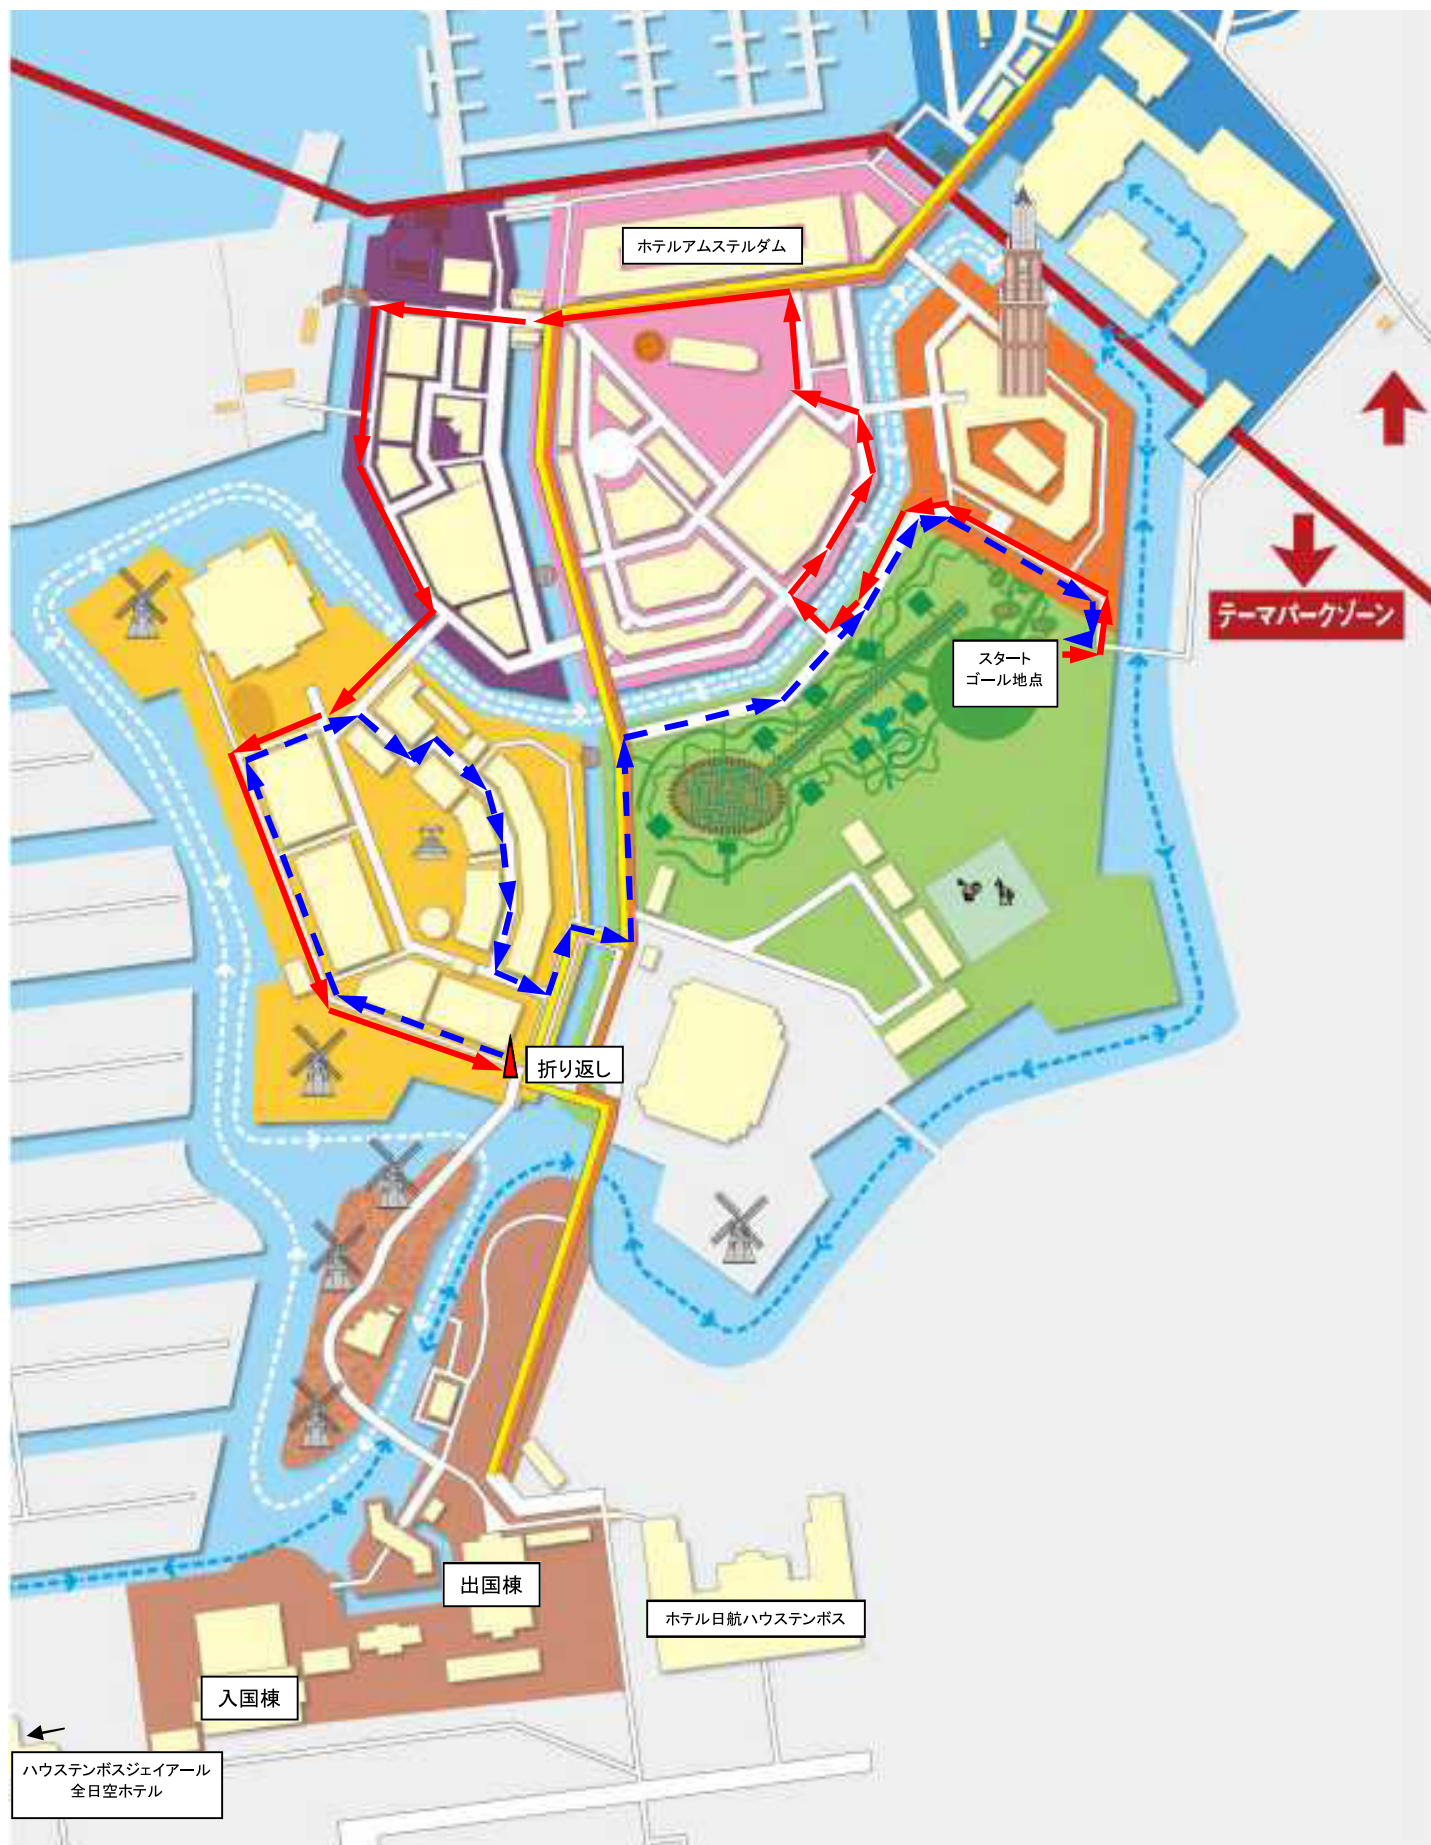 ホテルアムステルダム
テーマパークゾーン
スタート
ゴール地点
折り返し
出国棟
ホテル日航ハウステンボス
入国棟
ハウステンボスジェイアール
全日空ホテル